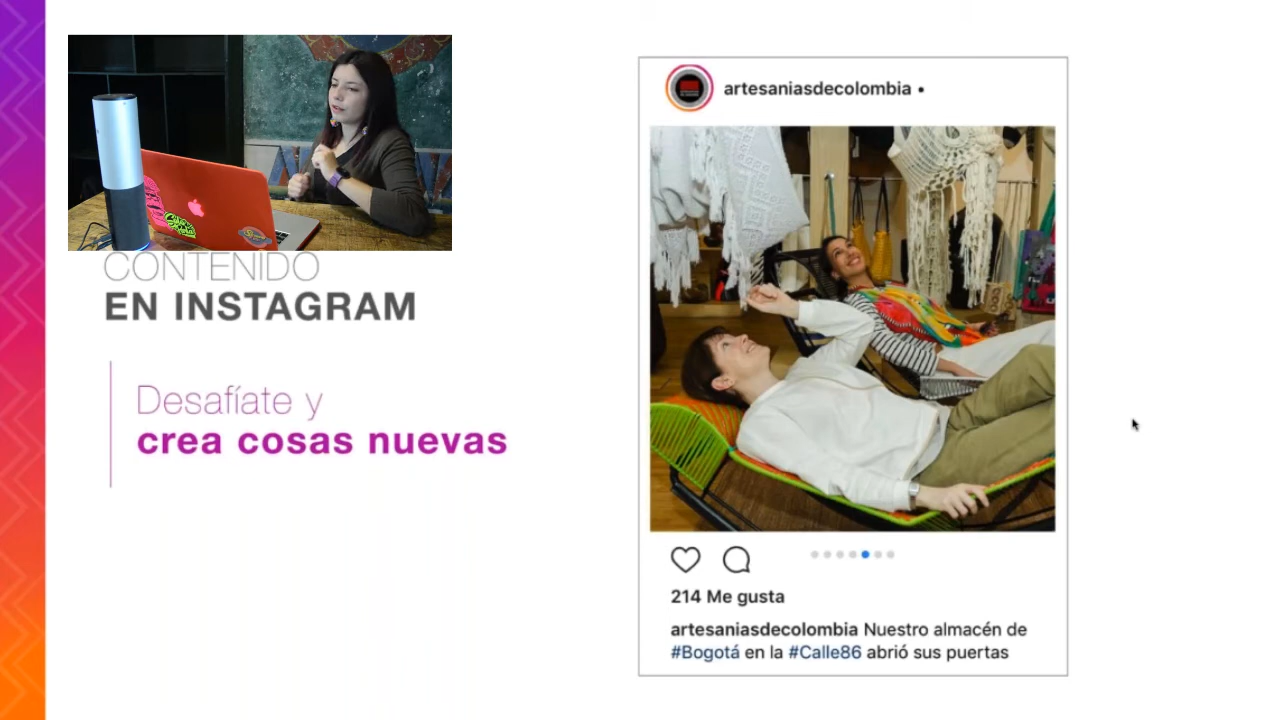 CONTENIDO
EN INSTAGRAM
Desafíate y
crea cosas nuevas
artesaniasdecolombia •
214 Me gusta
artesaniasdecolombia Nuestro almacén de
#Bogotá en la #Calle86 abrió sus puertas